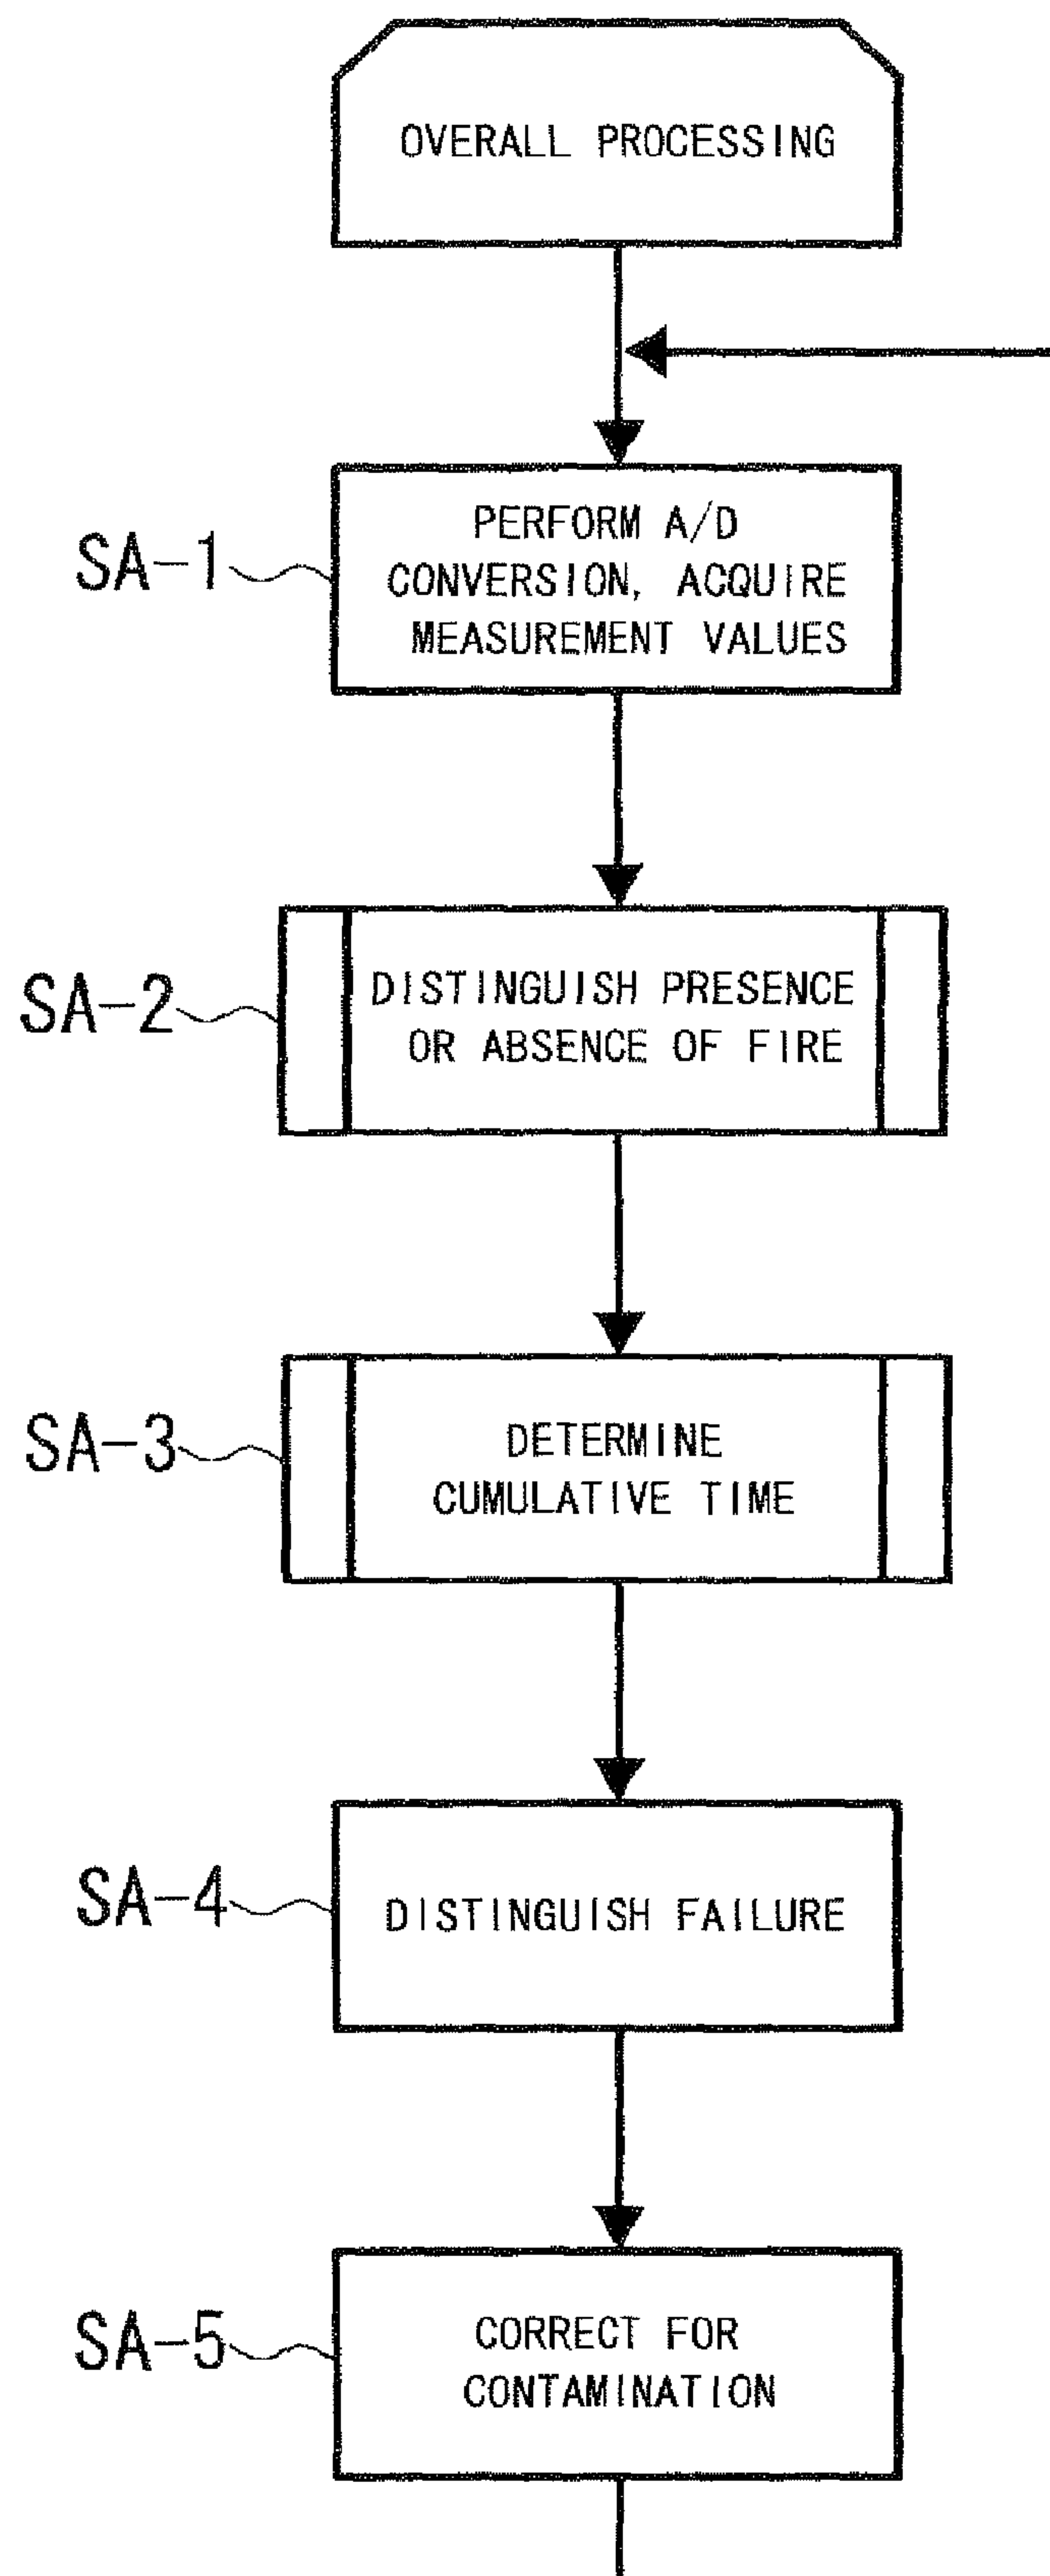 OVERALL PROCESSING
SA-1
PERFORM A/D
CONVERSION, ACQUIRE
MEASUREMENT VALUES
SA-2
DISTINGUISH PRESENCE
OR ABSENCE OF FIRE
SA-3
DETERMINE
CUMULATIVE TIME
SA-4
DISTINGUISH FAILURE
SA-5
CORRECT FOR
CONTAMINATION